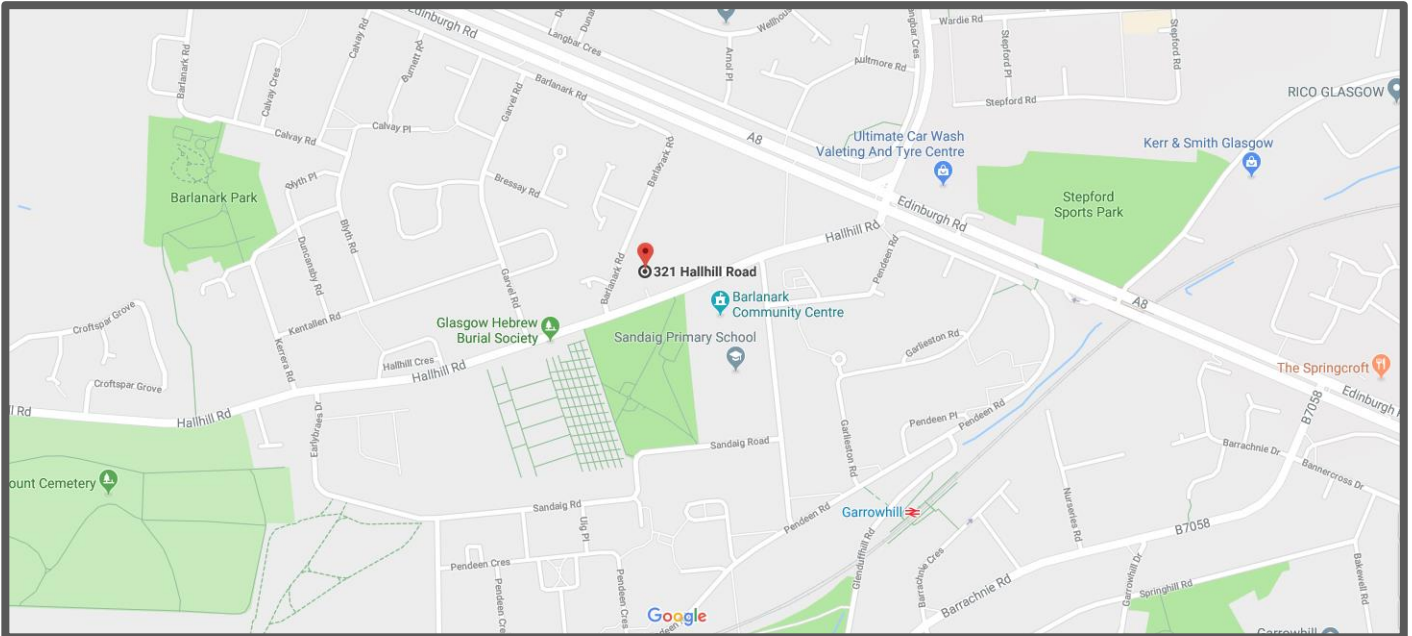 Edinburgh Rd
Langbar Cres
Wardie Rd
Stepford Pl
Stepford Rd
Barlanark Rd
Calvay Cres
Calvay Rd
Burnett Rd
Garvel Rd
Barlanark Rd
Arnol Pl
Aultmore Rd
Stepford Rd
RICO GLASGOW
Calvay Rd
Calvay Pl
A8
Ultimate Car Wash
Valeting And Tyre Centre
Kerr & Smith Glasgow
Barlanark Rd
Blyth Pl
Bressay Rd
Barlanark Park
Stepford
Sports Park
Edinburgh Rd
Blyth Rd
Duncansby Rd
Hallhill Rd
Pendeen Rd
Barlanark Rd
321 Hallhill Road
Garvel Rd
Barlanark
Community Centre
A8
Croftspar Grove
Kentallen Rd
Glasgow Hebrew
Burial Society
Sandaig Primary School
Garlieston Rd
Kerrera Rd
Hallhill Cres
Hallhill Rd
The Springcroft
Croftspar Grove
Edinburgh
B7058
Hallhill Rd
Earlybraes Dr
Pendeen Pl
Pendeen Rd
Sandaig Road
Garlieston Rd
Barrachnie Dr
Bannercross Dr
Cemetery
Nurseries Rd
Sandaig Rd
Uig Pl
Pendeen Rd
Garrowhill
B7058
Glenduffhill Rd
Barrachnie Cres
Pendeen Cres
Pendeen Cres
Garrowhill Dr
Bakewell Rd
Springhill Rd
Barrachnie Rd
Google
Garrowhill